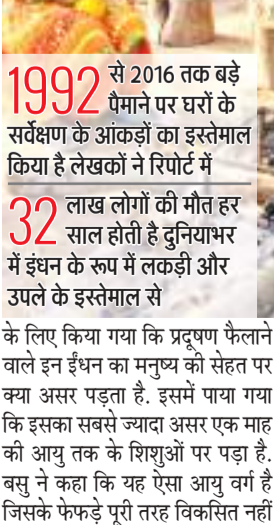 1992 से 2016 तक बड़े
पैमाने पर घरों के
सर्वेक्षण के आंकड़ों का इस्तेमाल
किया है लेखकों ने रिपोर्ट में
32 लाख लोगों की मौत हर
साल होती है दुनियाभर
में इंधन के रूप में लकड़ी और
उपले के इस्तेमाल से
के लिए किया गया कि प्रदूषण फैलाने
वाले इन ईंधन का मनुष्य की सेहत पर
क्या असर पड़ता है. इसमें पाया गया
कि इसका सबसे ज्यादा असर एक माह
की आयु तक के शिशुओं पर पड़ा है.
बसु ने कहा कि यह ऐसा आयु वर्ग है
जिसके फेफड़े पूरी तरह विकसित नहीं